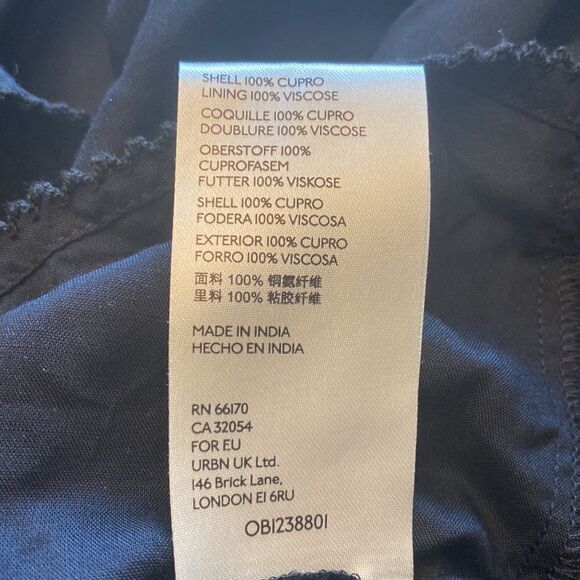 SHELL 100% CUPRO
LINING 100% VISCOSE
COQUILLE 100% CUPRO
DOUBLURE 100% VISCOSE
OBERSTOFF 100%
CUPROFASEM
FUTTER 100% VISKOSE
SHELL 100% CUPRO
FODERA 100% VISCOSA
EXTERIOR 100% CUPRO
FORRO 100% VISCOSA
面料 100% 铜氨纤维
里料 100% 粘胶纤维
MADE IN INDIA
HECHO EN INDIA
RN 66170
CA 32054
FOR EU
URBN UK Ltd.
146 Brick Lane,
LONDON E1 6RU
OB1238801